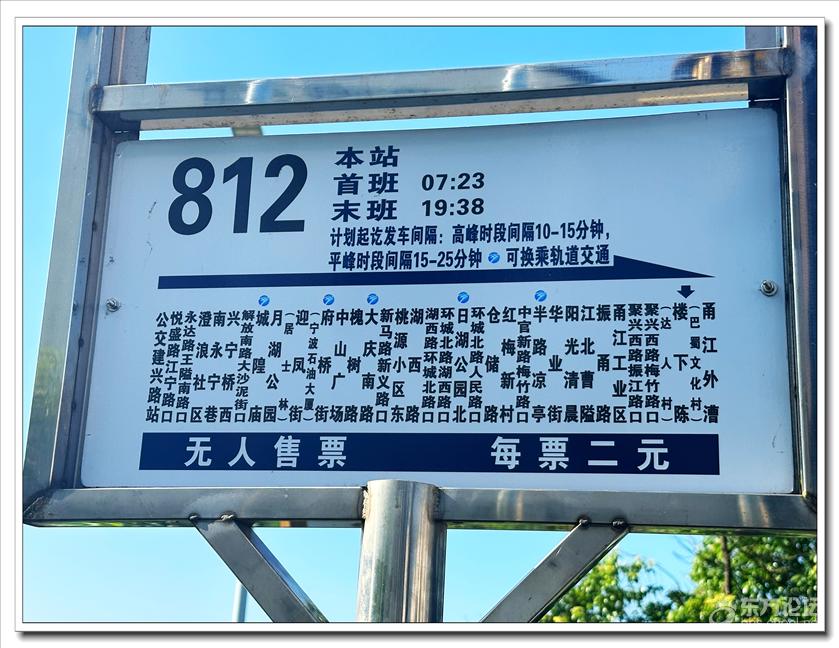 812
本站
首班 07:23
末班 19:38
计划起讫发车间隔：高峰时段间隔10-15分钟，
平峰时段间隔15-25分钟 可换乘轨道交通
公交建兴路站
悦盛路江宁路口
永达路王隘南路口
澄浪社区
南永宁巷
兴宁桥西
解放南路大沙泥街口
城隍庙
月湖公园
（居士林）
迎凤街
（宁波石油大厦）
府桥街
中山广场
槐树路
大庆南路
新马路新义路口
桃源小区东
湖西路
湖西路环城北路口
环城北路湖西路口
日湖公园北
环城北路人民路口
仓储路
红梅新村
中官新路梅竹路口
半路凉亭
华业街
阳光清晨
江北曹隘
振甬路
甬江工业区
聚兴西路振江路口
聚兴西路梅竹路口
（达人村）
楼下陈
（巴蜀文化村）
甬江外漕
无人售票 每票二元
东方论坛